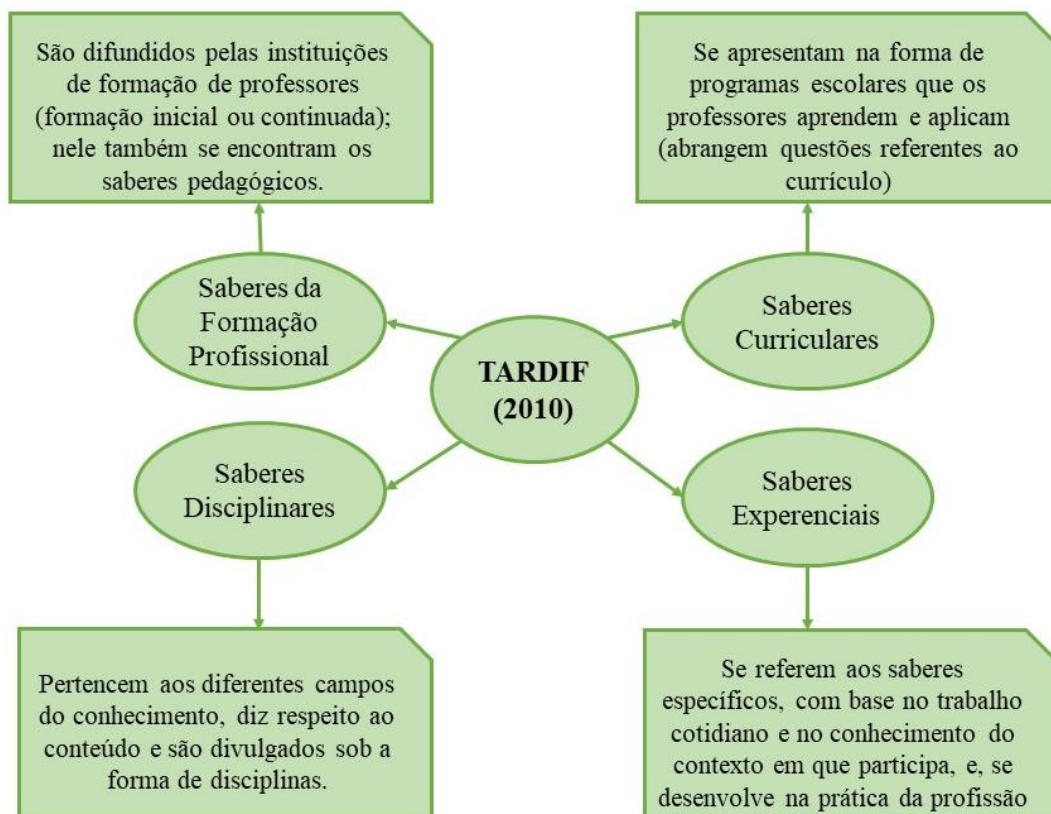 São difundidos pelas instituições
de formação de professores
(formação inicial ou continuada);
nele também se encontram os
saberes pedagógicos.
Se apresentam na forma de
programas escolares que os
professores aprendem e aplicam
(abrangem questões referentes ao
currículo)
Saberes da
Formação
Profissional
Saberes
Curriculares
TARDIF
(2010)
Saberes
Disciplinares
Saberes
Experenciais
Pertencem aos diferentes campos
do conhecimento, diz respeito ao
conteúdo e são divulgados sob a
forma de disciplinas.
Se referem aos saberes
específicos, com base no trabalho
cotidiano e no conhecimento do
contexto em que participa, e, se
desenvolve na prática da profissão